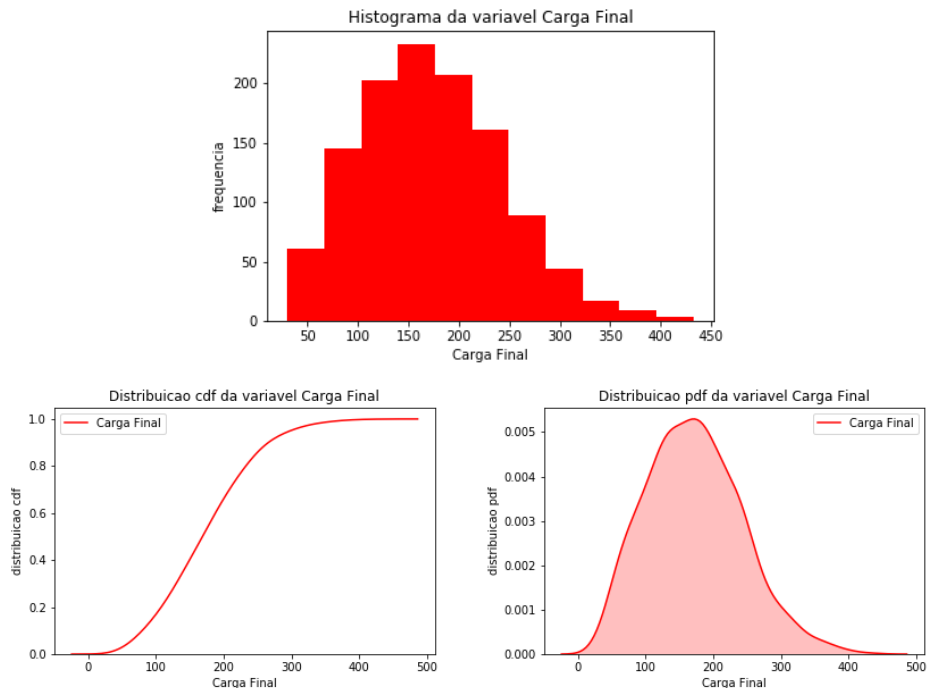 Histograma da variavel Carga Final
frequencia
200
150
100
50
0
50 100 150 200 250 300 350 400 450
Carga Final
Distribuicao cdf da variavel Carga Final
Carga Final
distribuicao cdf
1.0
0.8
0.6
0.4
0.2
0.0
0 100 200 300 400 500
Carga Final
Distribuicao pdf da variavel Carga Final
Carga Final
distribuicao pdf
0.005
0.004
0.003
0.002
0.001
0.000
0 100 200 300 400 500
Carga Final